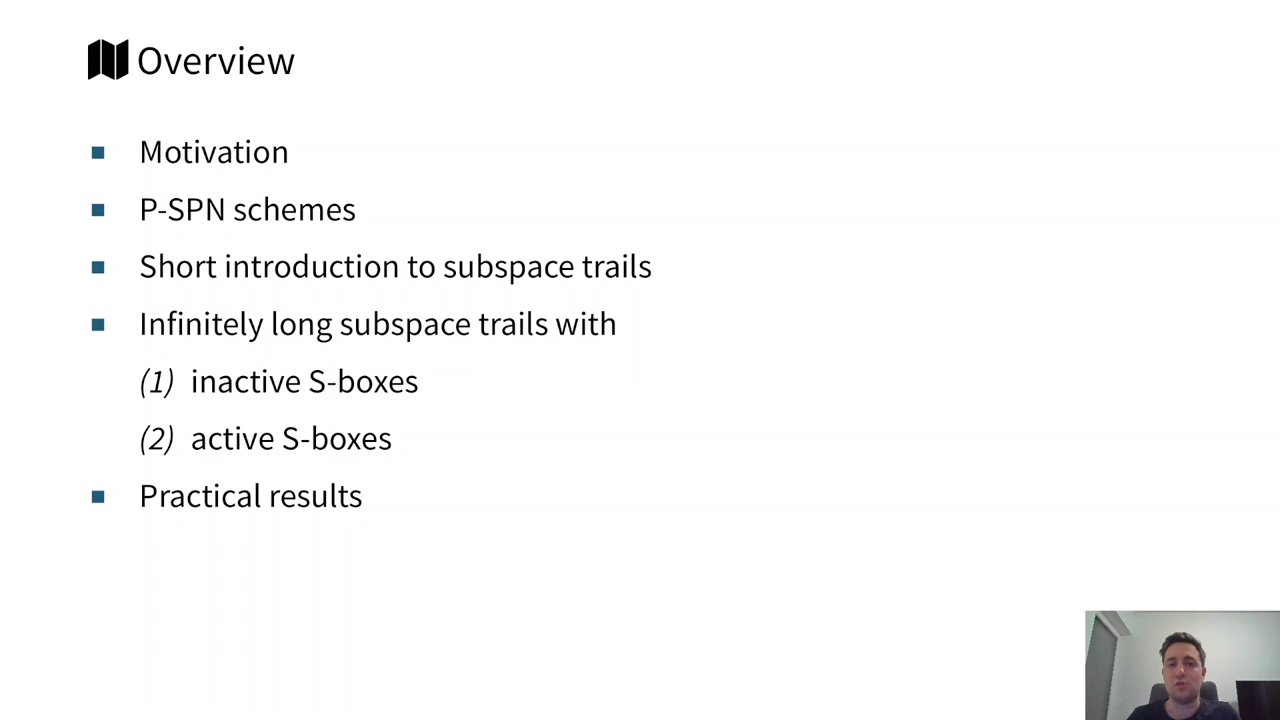 Overview
Motivation
P-SPN schemes
Short introduction to subspace trails
Infinitely long subspace trails with
(1) inactive S-boxes
(2) active S-boxes
Practical results